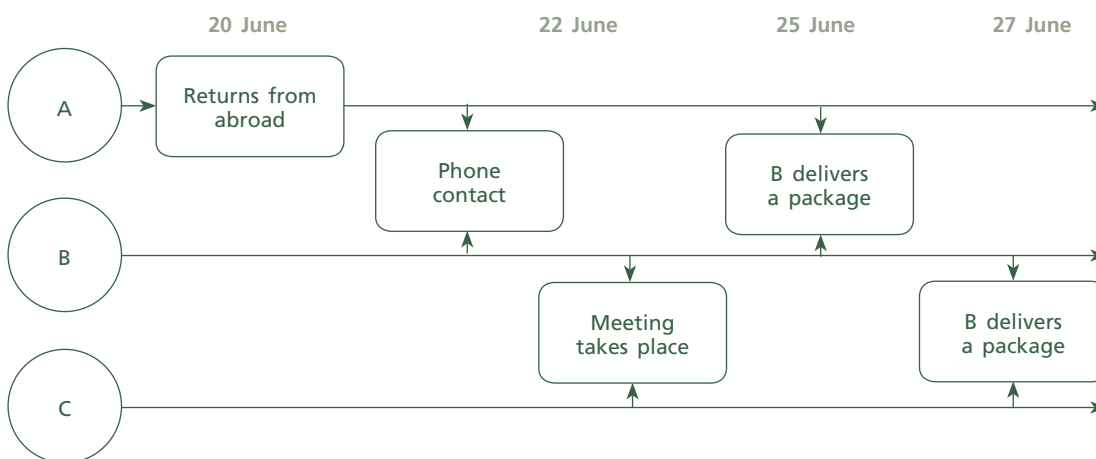 20 June
22 June
25 June
27 June
A
Returns from
abroad
Phone
contact
B delivers
a package
B
Meeting
takes place
B delivers
a package
C